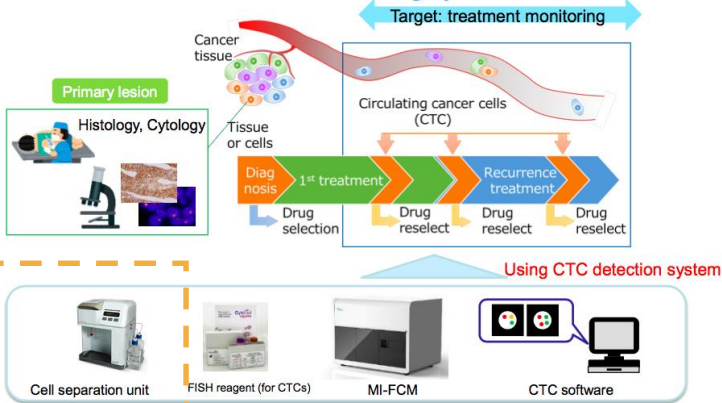 Target: treatment monitoring
Cancer
tissue
Primary lesion
Histology, Cytology
Tissue
or cells
Circulating cancer cells
(CTC)
Diag
nosis
1st treatment
Recurrence
treatment
Drug
selection
Drug
reselect
Drug
reselect
Drug
reselect
Using CTC detection system
Cell separation unit
FISH reagent (for CTCs)
MI-FCM
CTC software